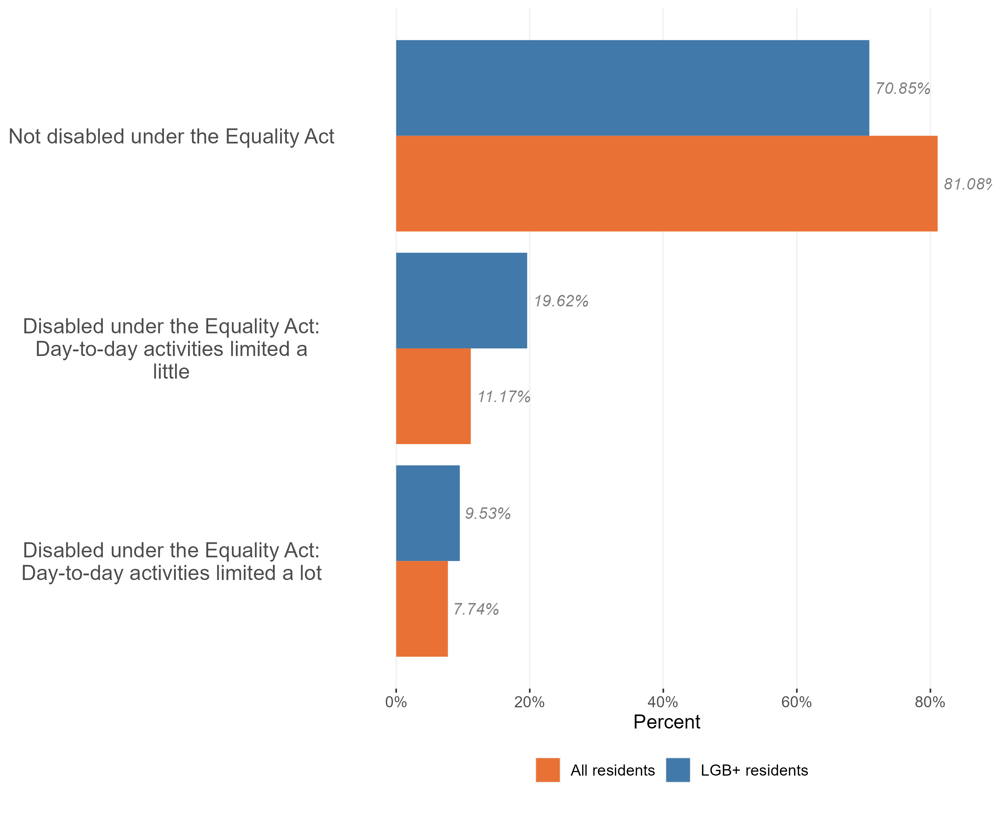 70.85%
Not disabled under the Equality Act
81.08%
19.62%
Disabled under the Equality Act:
Day-to-day activities limited a
little
11.17%
9.53%
Disabled under the Equality Act:
Day-to-day activities limited a lot
7.74%
0% 20% 40% 60% 80%
Percent
All residents LGB+ residents